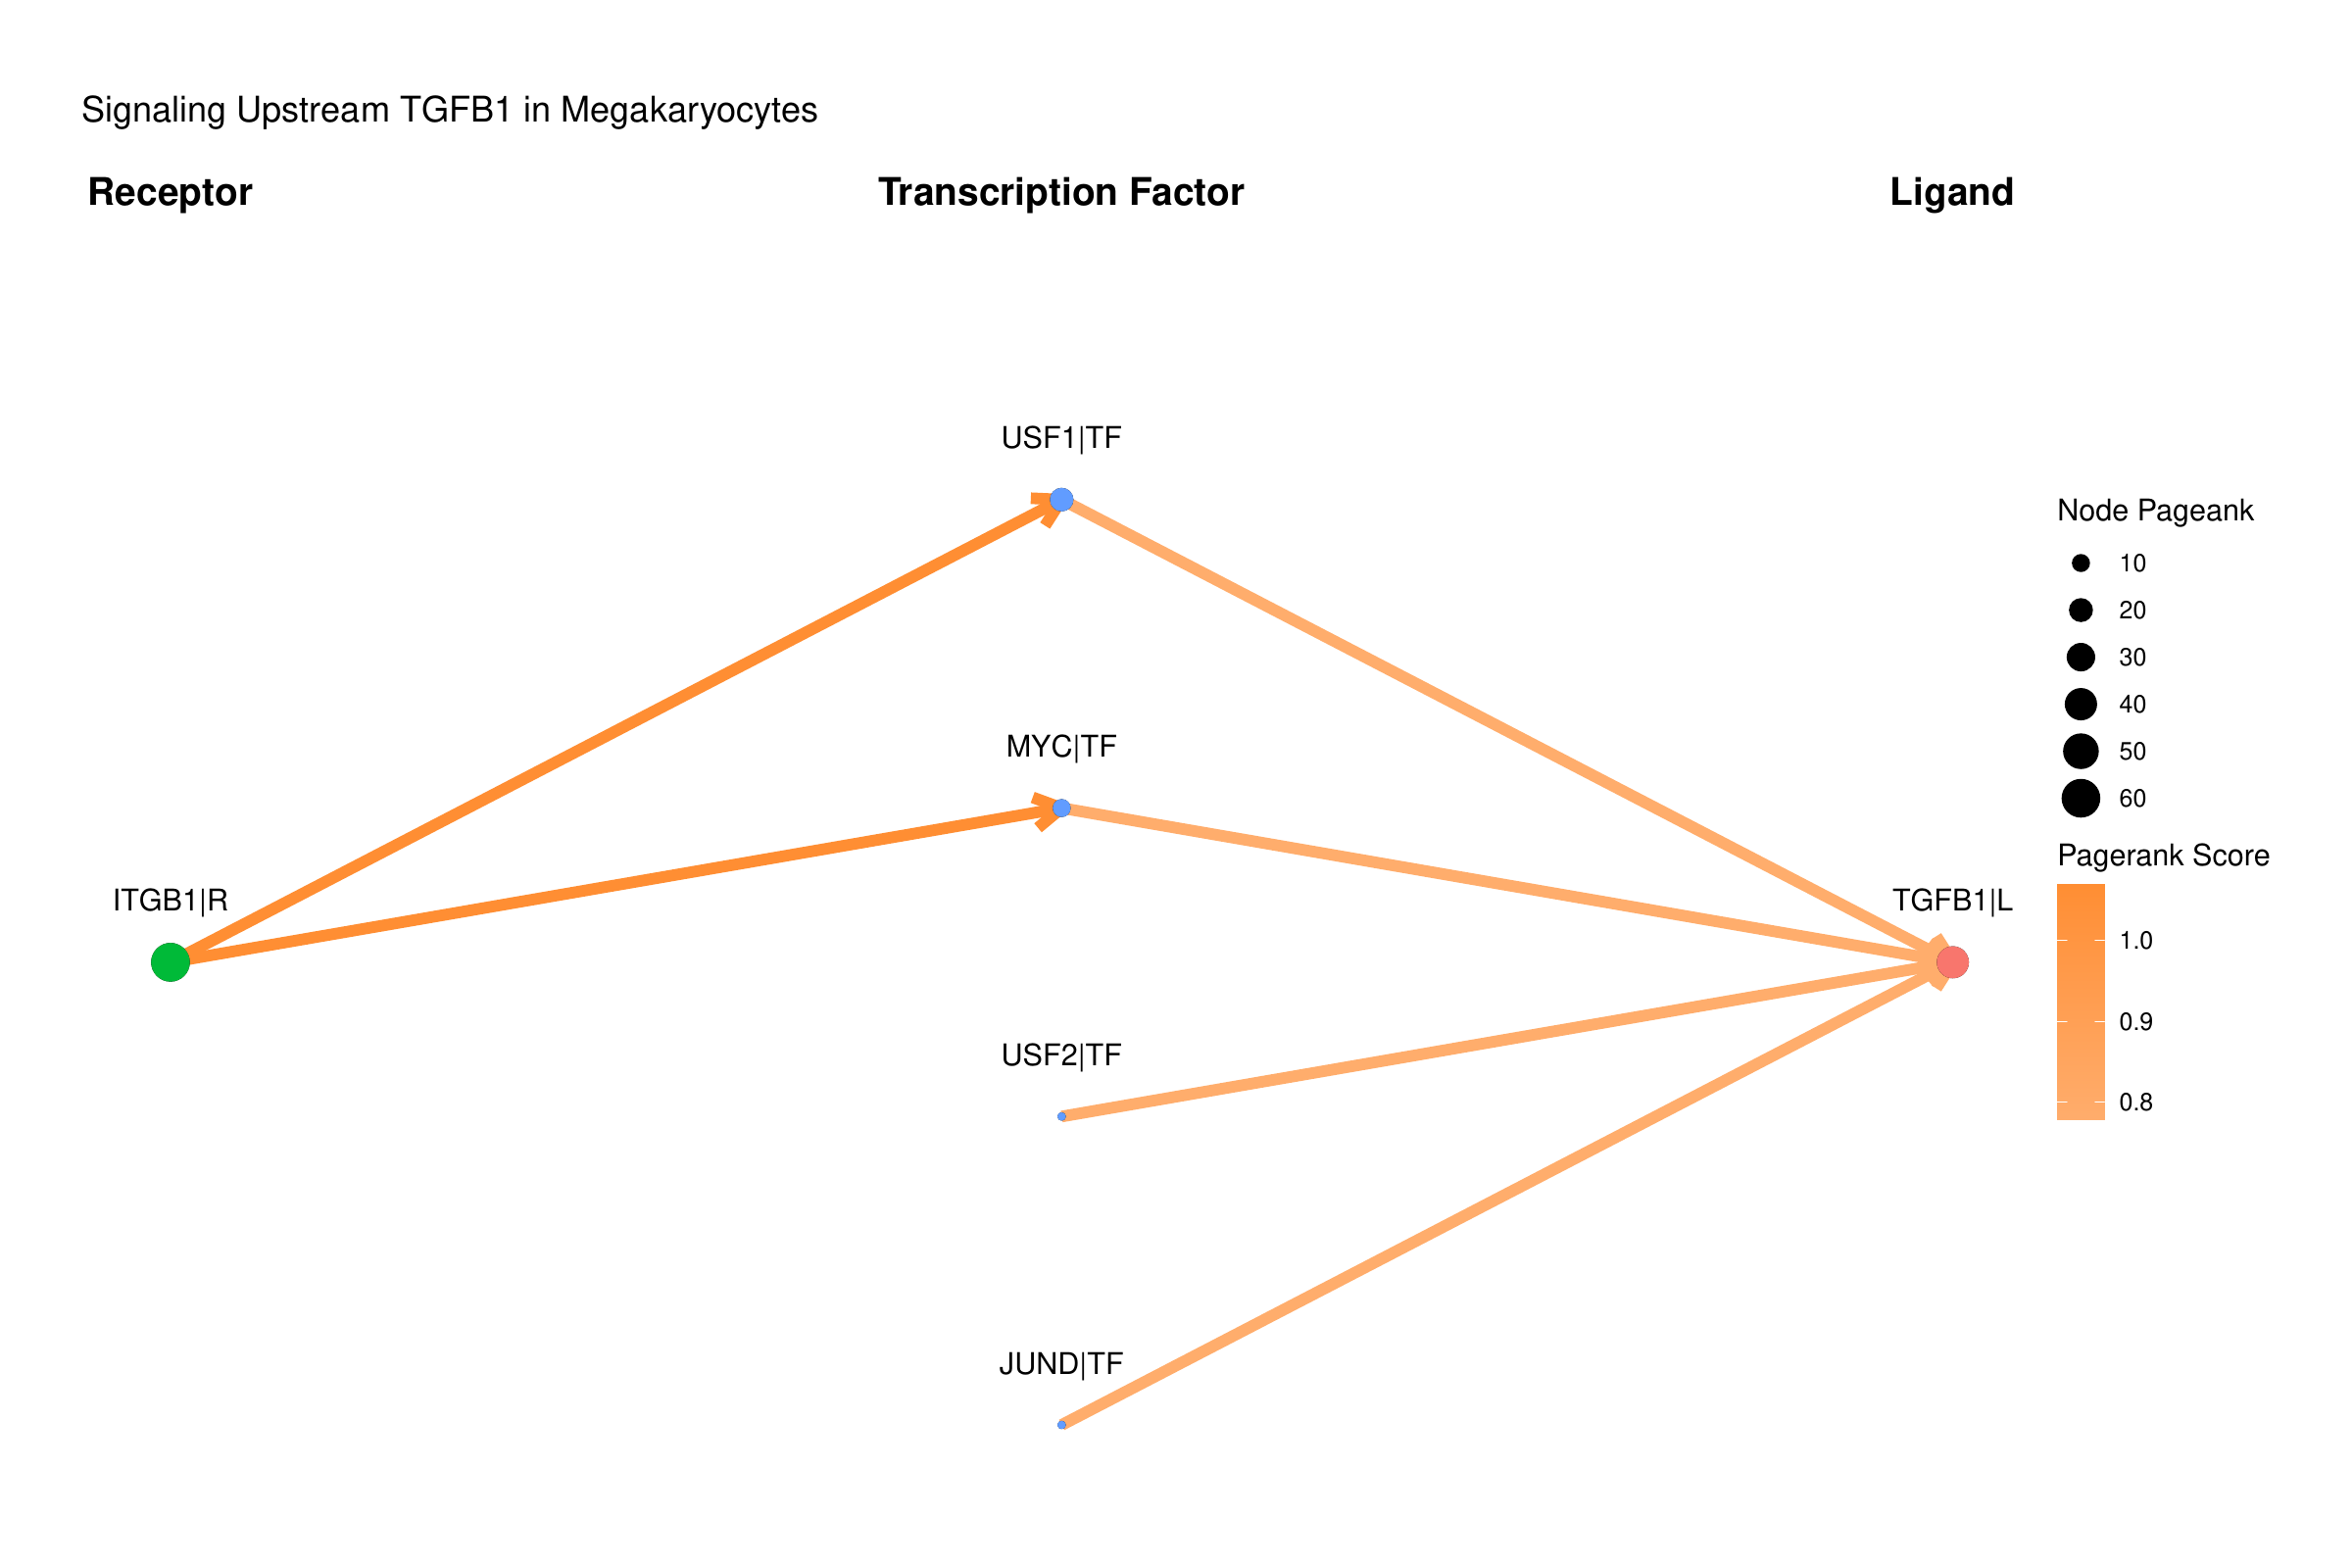 Signaling Upstream TGFB1 in Megakaryocytes
Receptor
Transcription Factor
Ligand
USF1|TF
MYC|TF
ITGB1|R
TGFB1|L
USF2|TF
JUND|TF
Node Pageank
10
20
30
40
50
60
Pagerank Score
1.0
0.9
0.8